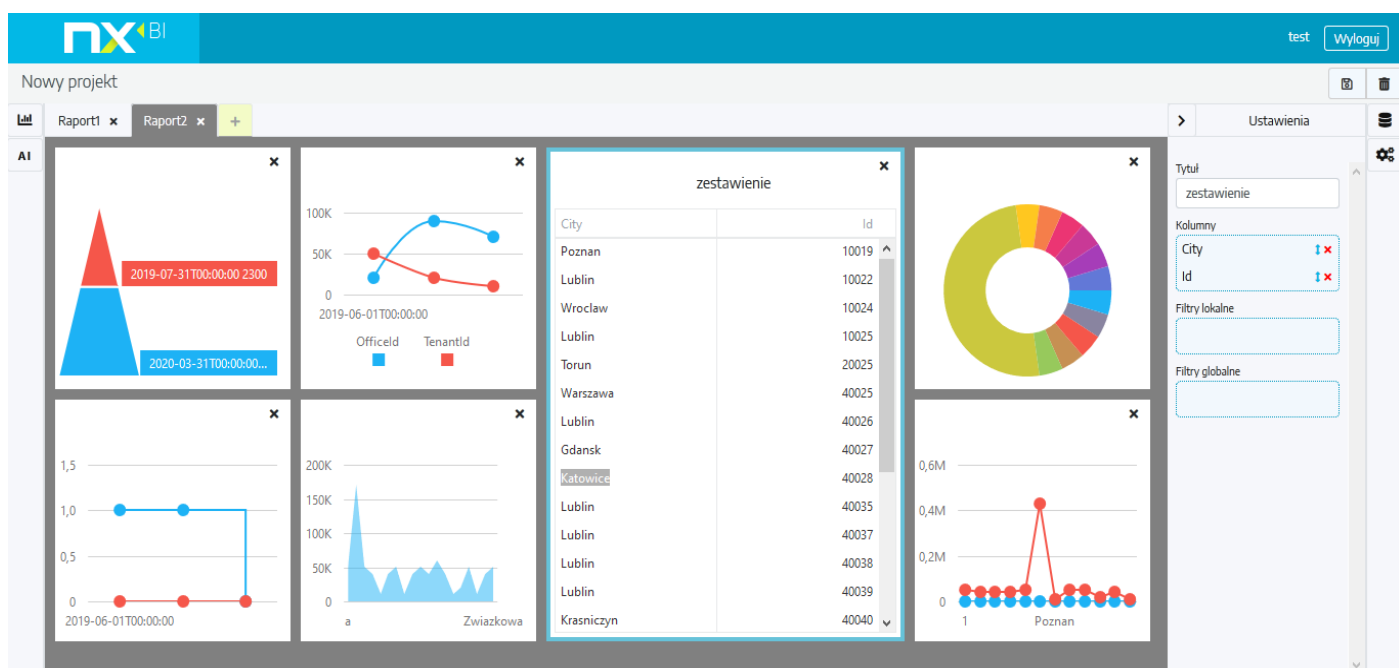 nx BI
test Wyloguj
Nowy projekt
Raport1 × Raport2 × +
Ustawienia
AI
2019-07-31T00:00:00 2300
2020-03-31T00:00:00...
100K
50K
0
2019-06-01T00:00:00
OfficeId TenantId
zestawienie
City Id
Poznan 10019
Lublin 10022
Wroclaw 10024
Lublin 10025
Torun 20025
Warszawa 40025
Lublin 40026
Gdansk 40027
Katowice 40028
Lublin 40035
Lublin 40037
Lublin 40038
Lublin 40039
Krasniczyn 40040
Tytuł
zestawienie
Kolumny
City
Id
Filtry lokalne
Filtry globalne
1,5
1,0
0,5
0
2019-06-01T00:00:00
200K
150K
100K
50K
0
a Zwiazkowa
0,6M
0,4M
0,2M
0
1 Poznan